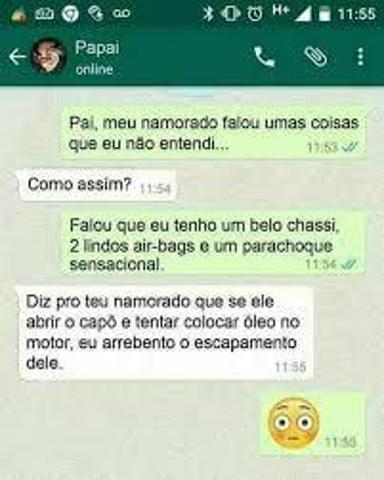 H+ 11:55
Papai
online
Pai, meu namorado falou umas coisas
que eu não entendi... 11:53
Como assim? 11:54
Falou que eu tenho um belo chassi,
2 lindos air-bags e um parachoque
sensacional. 11:54
Diz pro teu namorado que se ele
abrir o capô e tentar colocar óleo no
motor, eu arrebento o escapamento
dele. 11:55
11:55